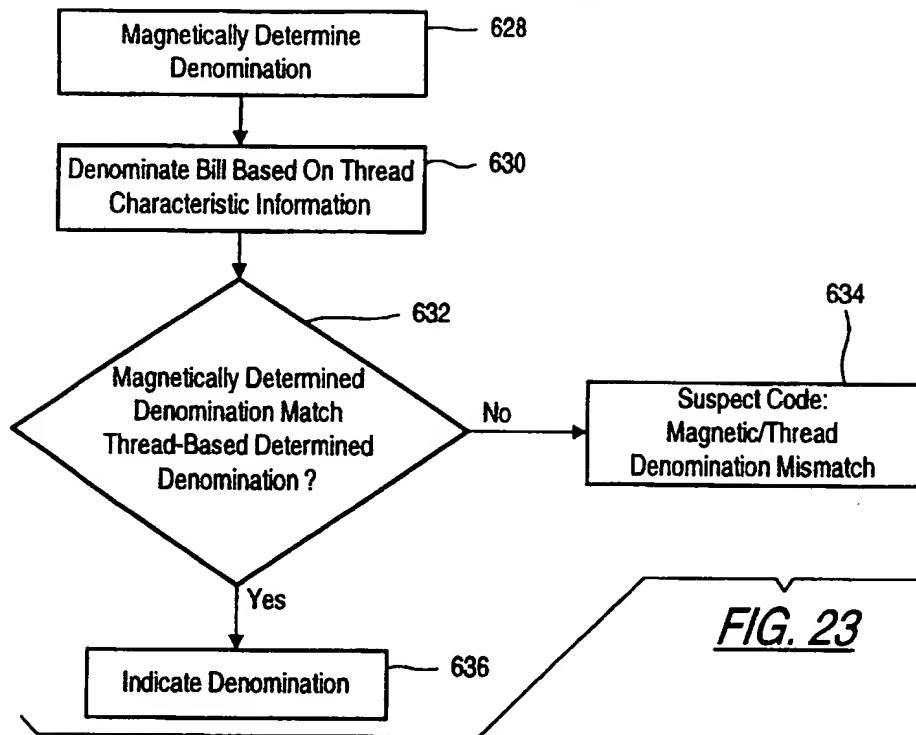 Magnetically Determine
Denomination
628
Denominate Bill Based On Thread
Characteristic Information
630
632
Magnetically Determined
Denomination Match
Thread-Based Determined
Denomination ?
No
634
Suspect Code:
Magnetic/Thread
Denomination Mismatch
Yes
Indicate Denomination
636
FIG. 23